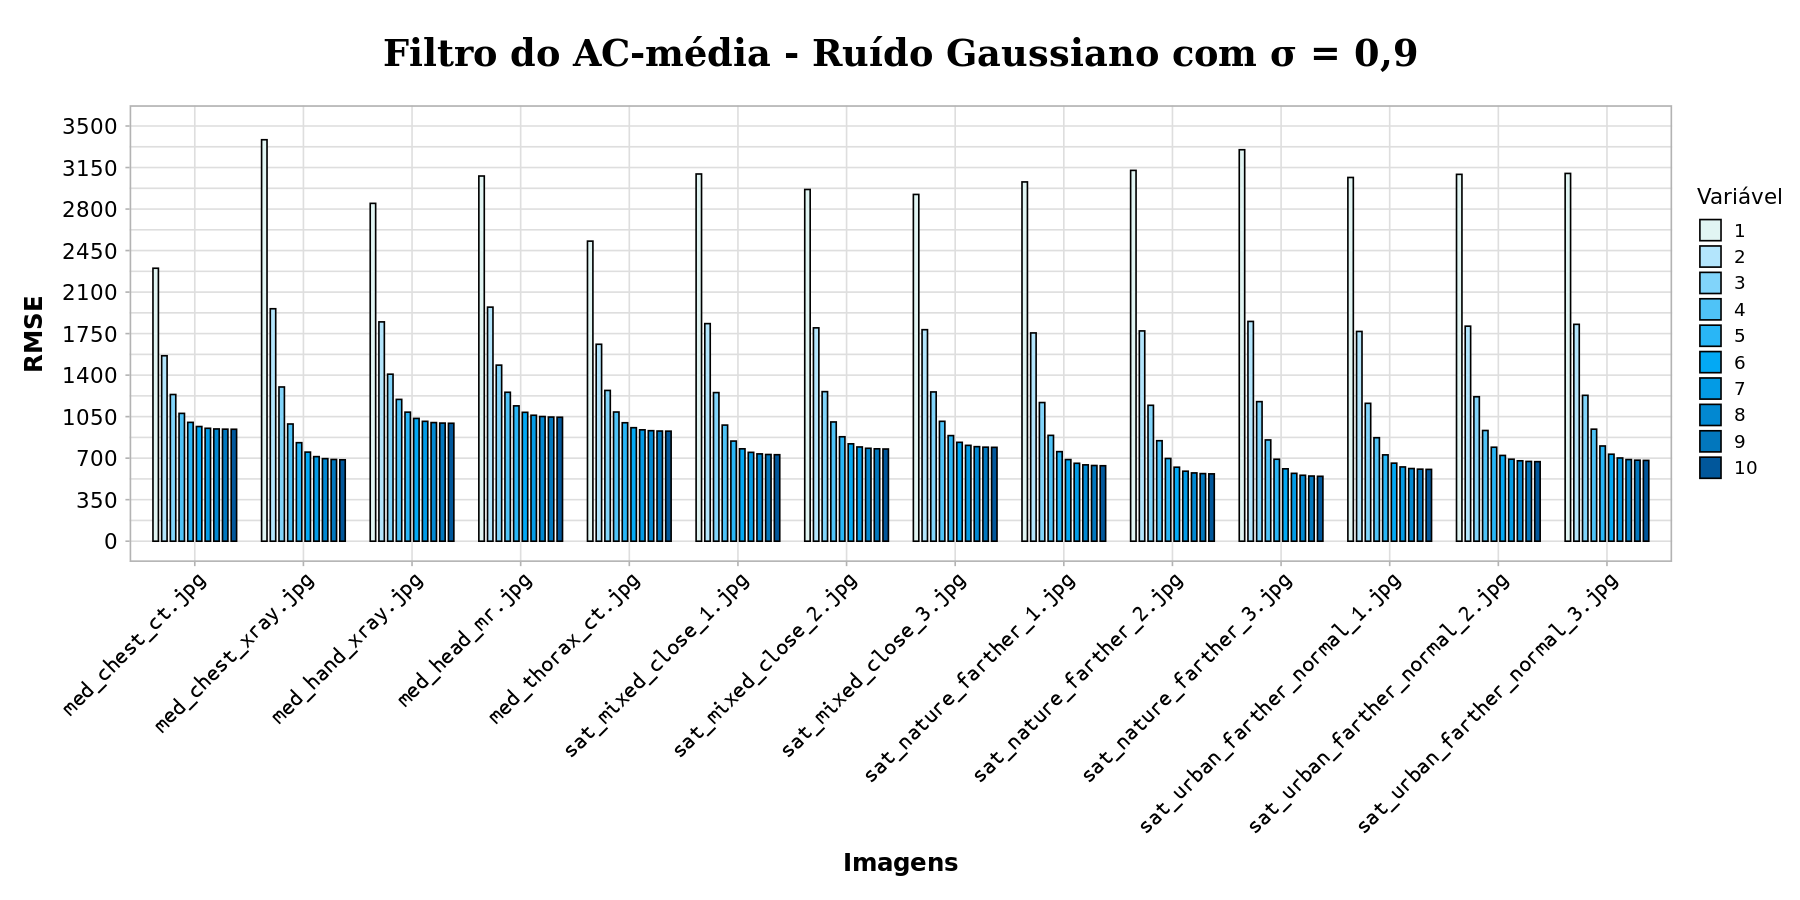 Filtro do AC-média - Ruído Gaussiano com σ = 0,9
RMSE
3500
3150
2800
2450
2100
1750
1400
1050
700
350
0
Variável
1
2
3
4
5
6
7
8
9
10
med_chest_ct.jpg
med_chest_xray.jpg
med_hand_xray.jpg
med_head_mr.jpg
med_thorax_ct.jpg
sat_mixed_close_1.jpg
sat_mixed_close_2.jpg
sat_mixed_close_3.jpg
sat_nature_farther_1.jpg
sat_nature_farther_2.jpg
sat_nature_farther_3.jpg
sat_urban_farther_normal_1.jpg
sat_urban_farther_normal_2.jpg
sat_urban_farther_normal_3.jpg
Imagens